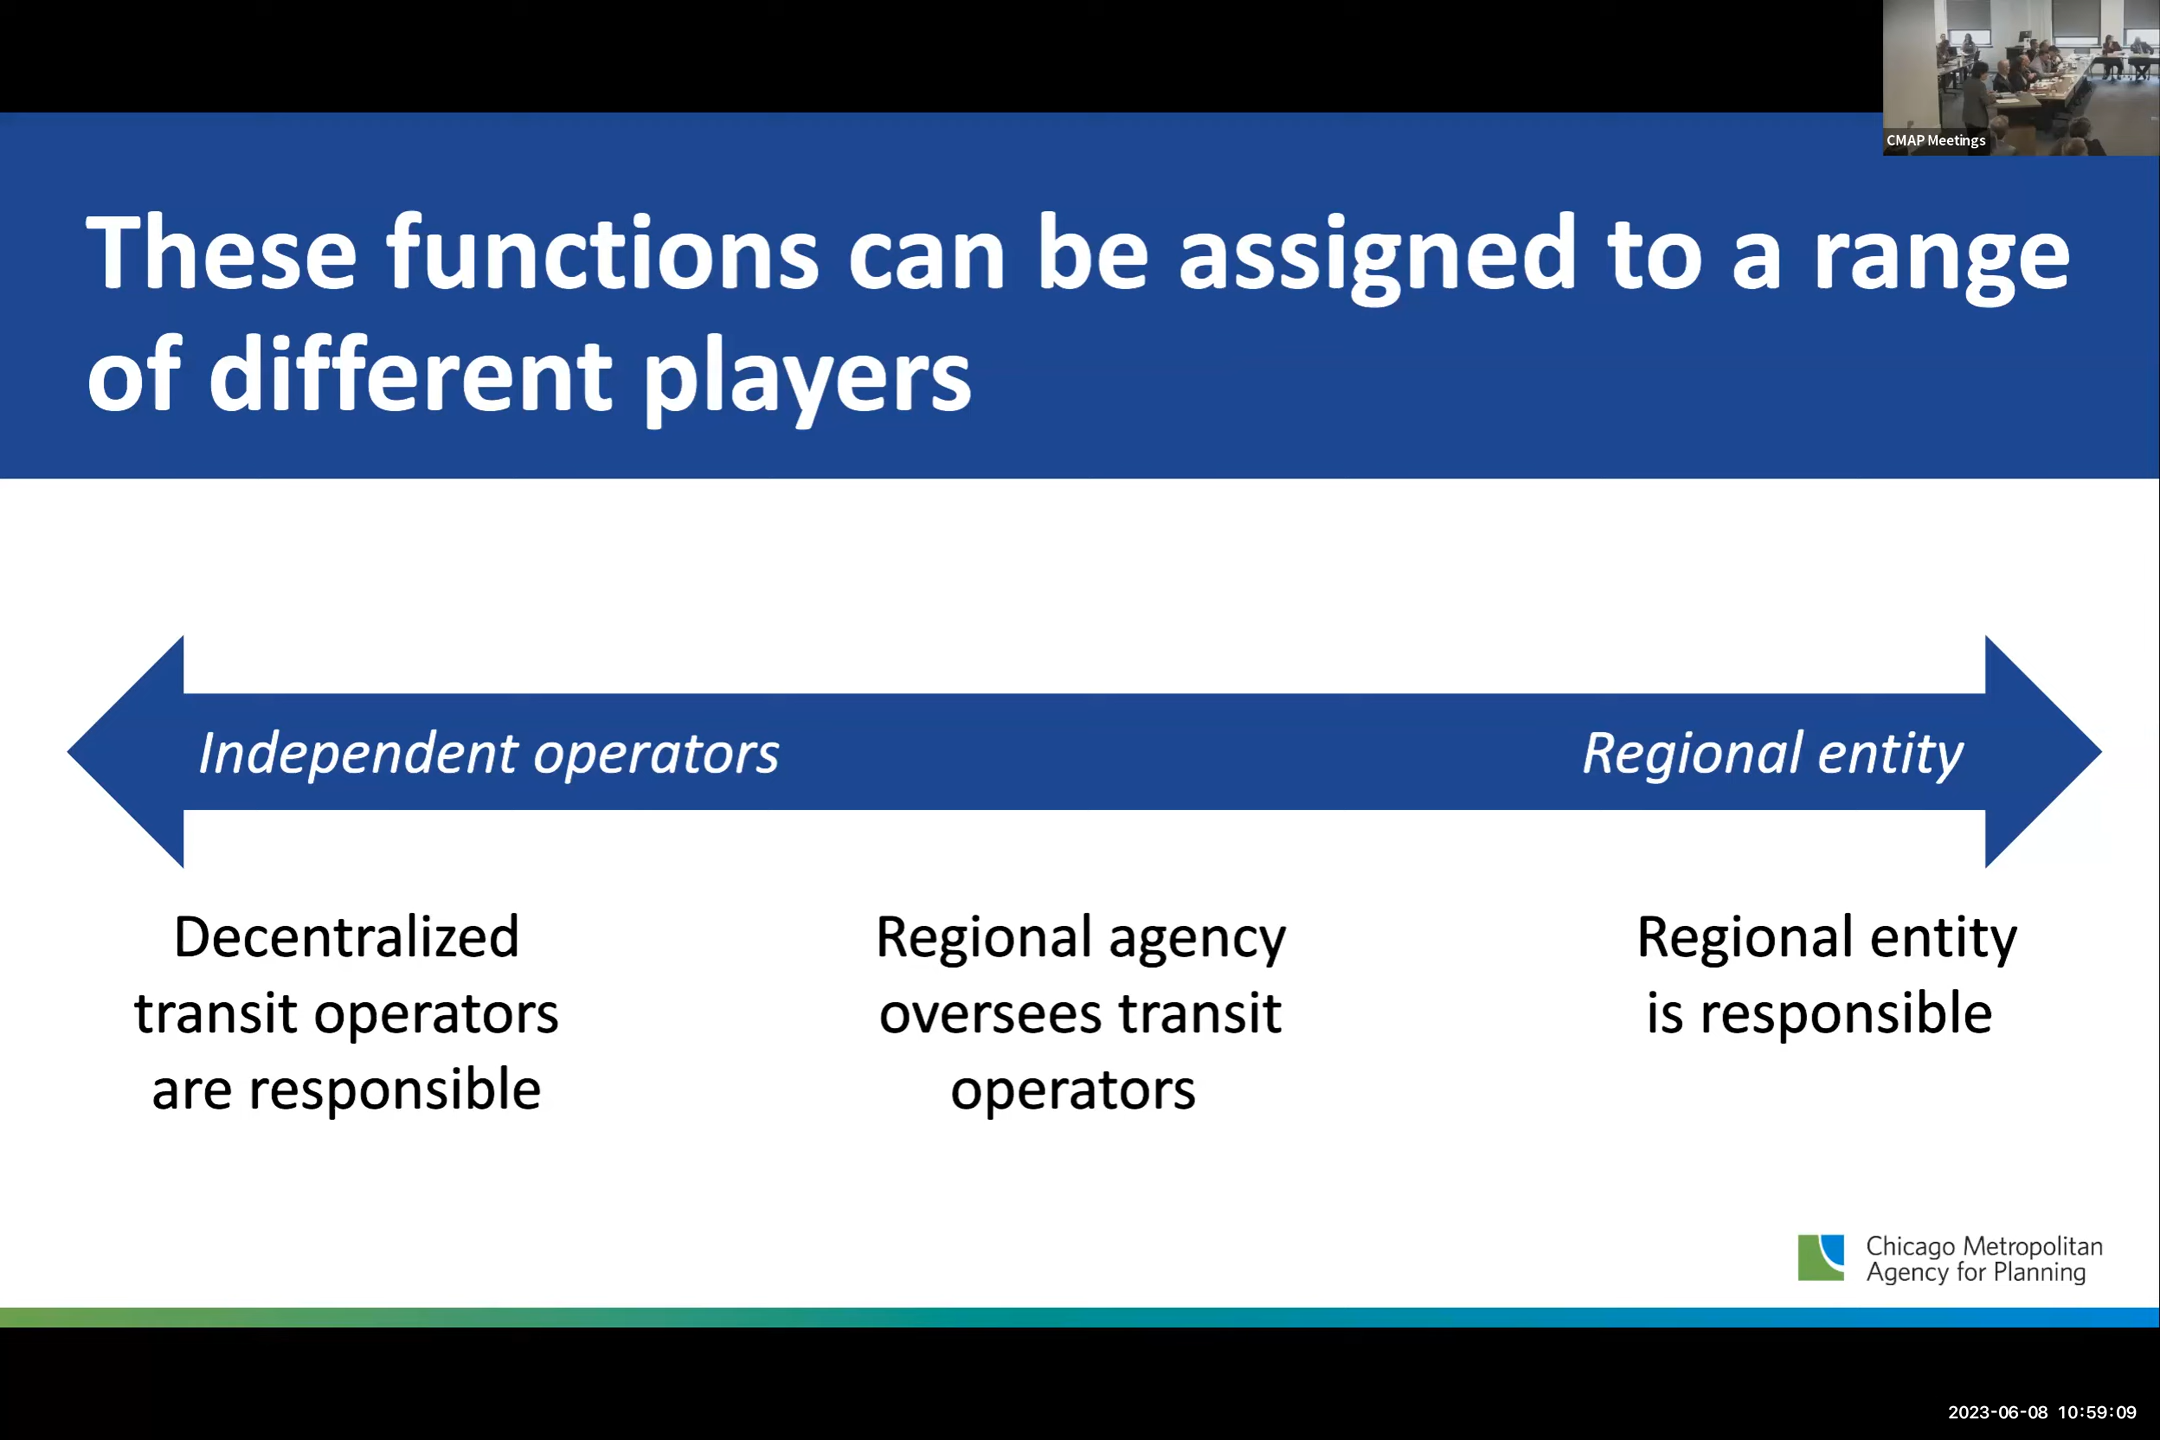 CMAP Meetings
These functions can be assigned to a range
of different players
Independent operators
Regional entity
Decentralized
transit operators
are responsible
Regional agency
oversees transit
operators
Regional entity
is responsible
Chicago Metropolitan
Agency for Planning
2023-06-08 10:59:09